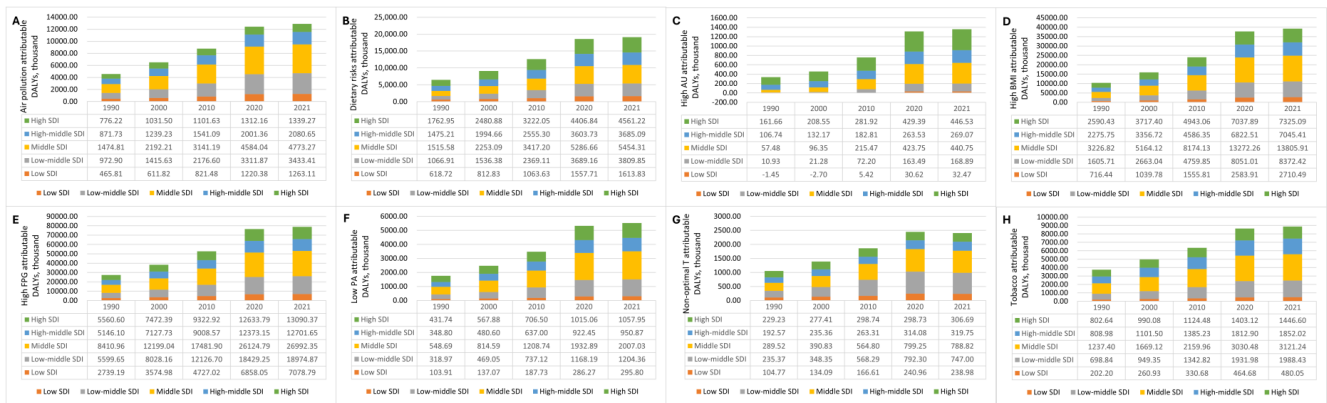 A
Air pollution attributable
DALYs, thousand
14000.00
12000.00
10000.00
8000.00
6000.00
4000.00
2000.00
0.00
1990 2000 2010 2020 2021
High SDI 776.22 1031.50 1101.63 1312.16 1339.27
High-middle SDI 871.73 1239.23 1541.09 2001.36 2080.65
Middle SDI 1474.81 2192.21 3141.19 4584.04 4773.27
Low-middle SDI 972.90 1415.63 2176.60 3311.87 3433.41
Low SDI 465.81 611.82 821.48 1220.38 1263.11
Low SDI Low-middle SDI Middle SDI High-middle SDI High SDI
B
Dietary risks attributable
DALYs, thousand
25,000.00
20,000.00
15,000.00
10,000.00
5,000.00
0.00
1990 2000 2010 2020 2021
High SDI 1762.95 2480.88 3222.05 4406.84 4561.22
High-middle SDI 1475.21 1994.66 2555.30 3603.73 3685.09
Middle SDI 1515.58 2253.09 3417.20 5286.66 5454.31
Low-middle SDI 1066.91 1536.38 2369.11 3689.16 3809.85
Low SDI 618.72 812.83 1063.63 1557.71 1613.83
Low SDI Low-middle SDI Middle SDI High-middle SDI High SDI
C
High AU attributable
DALYs, thousand
1600.00
1400.00
1200.00
1000.00
800.00
600.00
400.00
200.00
0.00
-200.00
1990 2000 2010 2020 2021
High SDI 161.66 208.55 281.92 429.39 446.53
High-middle SDI 106.74 132.17 182.81 263.53 269.07
Middle SDI 57.48 96.35 215.47 423.75 440.75
Low-middle SDI 10.93 21.28 72.20 163.49 168.89
Low SDI -1.45 -2.70 5.42 30.62 32.47
Low SDI Low-middle SDI Middle SDI High-middle SDI High SDI
D
High BMI attributable
DALYs, thousand
45000.00
40000.00
35000.00
30000.00
25000.00
20000.00
15000.00
10000.00
5000.00
0.00
1990 2000 2010 2020 2021
High SDI 2590.43 3717.40 4943.06 7037.89 7325.09
High-middle SDI 2275.75 3356.72 4586.35 6822.51 7045.41
Middle SDI 3226.82 5164.12 8174.13 13272.26 13805.91
Low-middle SDI 1605.71 2663.04 4759.85 8051.01 8372.42
Low SDI 716.44 1039.78 1555.81 2583.91 2710.49
Low SDI Low-middle SDI Middle SDI High-middle SDI High SDI
E
High FPG attributable
DALYs, thousand
90000.00
80000.00
70000.00
60000.00
50000.00
40000.00
30000.00
20000.00
10000.00
0.00
1990 2000 2010 2020 2021
High SDI 5560.60 7472.39 9322.92 12633.79 13090.37
High-middle SDI 5146.10 7127.73 9008.57 12373.15 12701.65
Middle SDI 8410.96 12199.04 17481.90 26124.79 26992.35
Low-middle SDI 5599.65 8028.16 12126.70 18429.25 18974.87
Low SDI 2739.19 3574.98 4727.02 6858.05 7078.79
Low SDI Low-middle SDI Middle SDI High-middle SDI High SDI
F
Low PA attributable
DALYs, thousand
6000.00
5000.00
4000.00
3000.00
2000.00
1000.00
0.00
1990 2000 2010 2020 2021
High SDI 431.74 567.88 706.50 1015.06 1057.95
High-middle SDI 348.80 480.60 637.00 922.45 950.87
Middle SDI 548.69 814.59 1208.74 1932.89 2007.03
Low-middle SDI 318.97 469.05 737.12 1168.19 1204.36
Low SDI 103.91 137.07 187.73 286.27 295.80
Low SDI Low-middle SDI Middle SDI High-middle SDI High SDI
G
Non-optimal T attributable
DALYs, thousand
3000.00
2500.00
2000.00
1500.00
1000.00
500.00
0.00
1990 2000 2010 2020 2021
High SDI 229.23 277.41 298.74 298.73 306.69
High-middle SDI 192.57 235.36 263.31 314.08 319.75
Middle SDI 289.52 390.83 564.80 799.25 788.82
Low-middle SDI 235.37 348.35 568.29 792.30 747.00
Low SDI 104.77 134.09 166.61 240.96 238.98
Low SDI Low-middle SDI Middle SDI High-middle SDI High SDI
H
Tobacco attributable
DALYs, thousand
10000.00
9000.00
8000.00
7000.00
6000.00
5000.00
4000.00
3000.00
2000.00
1000.00
0.00
1990 2000 2010 2020 2021
High SDI 802.64 990.08 1124.48 1403.12 1446.60
High-middle SDI 808.98 1101.50 1385.23 1812.90 1852.02
Middle SDI 1237.40 1669.12 2159.96 3030.48 3121.24
Low-middle SDI 698.84 949.35 1342.82 1931.98 1988.43
Low SDI 202.20 260.93 330.68 464.68 480.05
Low SDI Low-middle SDI Middle SDI High-middle SDI High SDI